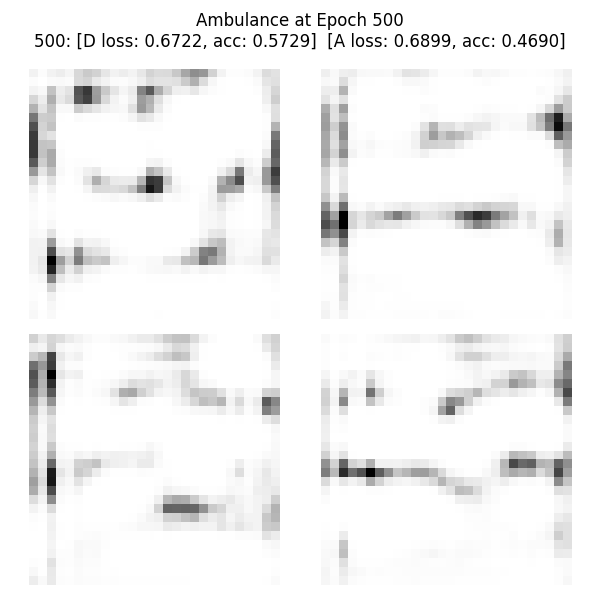 Ambulance at Epoch 500
500: [D loss: 0.6722, acc: 0.5729]  [A loss: 0.6899, acc: 0.4690]